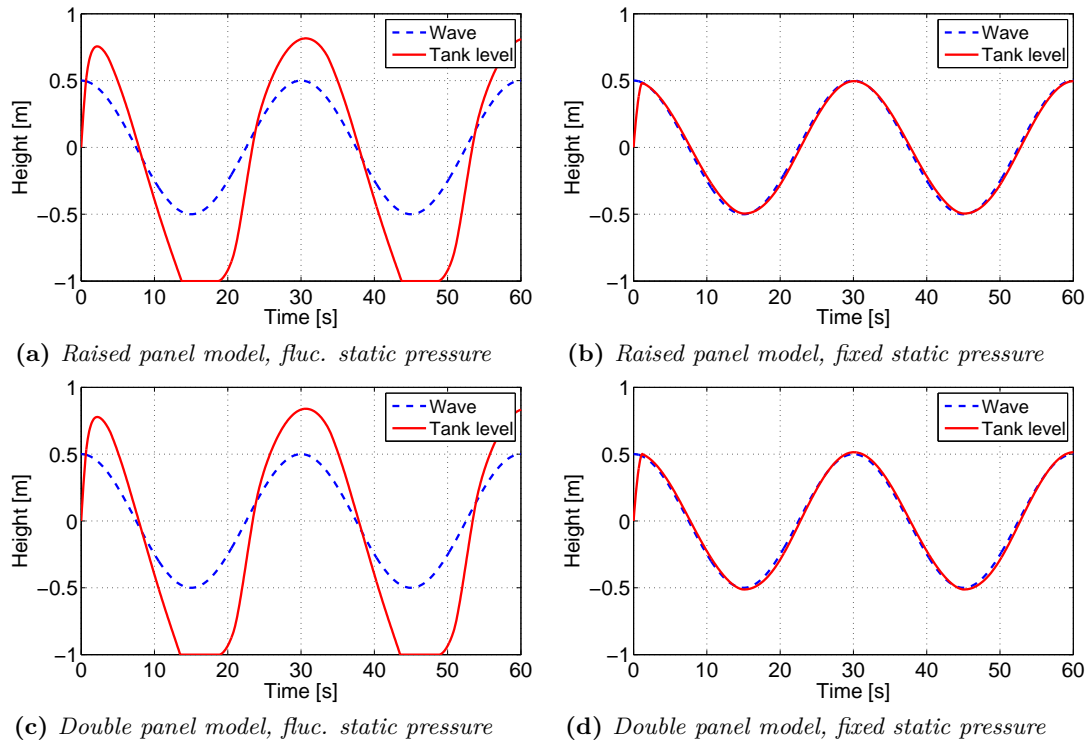 1
0.5
0
−0.5
−1
0 10 20 30 40 50 60
Height [m]
Time [s]
Wave
Tank level
(a) Raised panel model, fluc. static pressure
1
0.5
0
−0.5
−1
0 10 20 30 40 50 60
Height [m]
Time [s]
Wave
Tank level
(b) Raised panel model, fixed static pressure
1
0.5
0
−0.5
−1
0 10 20 30 40 50 60
Height [m]
Time [s]
Wave
Tank level
(c) Double panel model, fluc. static pressure
1
0.5
0
−0.5
−1
0 10 20 30 40 50 60
Height [m]
Time [s]
Wave
Tank level
(d) Double panel model, fixed static pressure